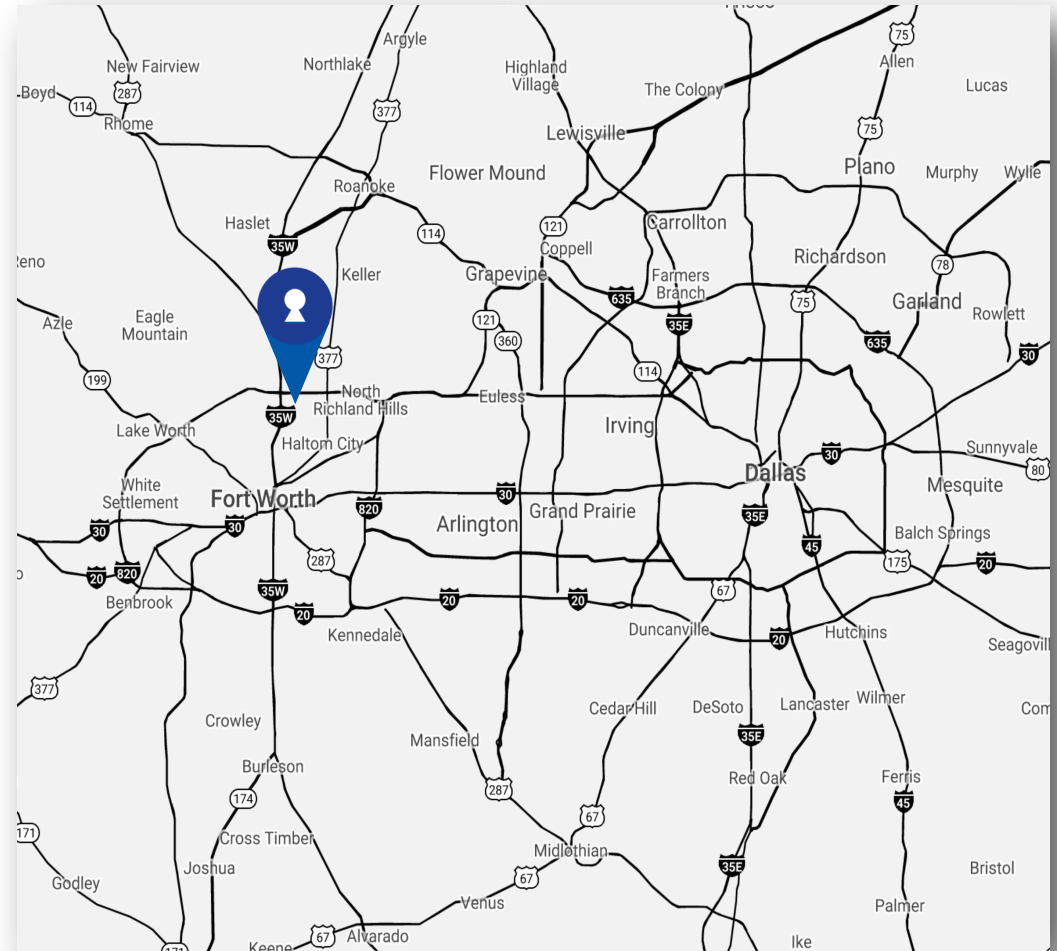 Argyle
75
New Fairview
Northlake
Highland
Village
Allen
287
Boyd
114
377
The Colony
Lucas
Rhome
Lewisville
75
Flower Mound
Plano
Murphy
Wylie
Roanoke
Haslet
114
121
Carrollton
35W
Coppell
Richardson
78
Keller
Grapevine
Farmers
Branch
635
75
Garland
Rowlett
Eagle
Mountain
Azle
121
35E
360
635
30
377
199
114
North
Richland Hills
Euless
35W
Lake Worth
Haltom City
Irving
Sunnyvale
30
80
Dallas
White
Settlement
Fort Worth
30
820
Grand Prairie
Mesquite
Arlington
35E
30
30
Balch Springs
45
287
175
20
20
820
35W
67
Benbrook
20
20
20
Kennedale
Duncanville
20
Hutchins
377
Crowley
Cedar Hill
DeSoto
Lancaster
Wilmer
Mansfield
35E
Burleson
Red Oak
Ferris
174
287
45
67
171
Cross Timber
Midlothian
Joshua
35E
Bristol
Godley
67
Venus
Palmer
67
Alvarado
Keene
Ike
171